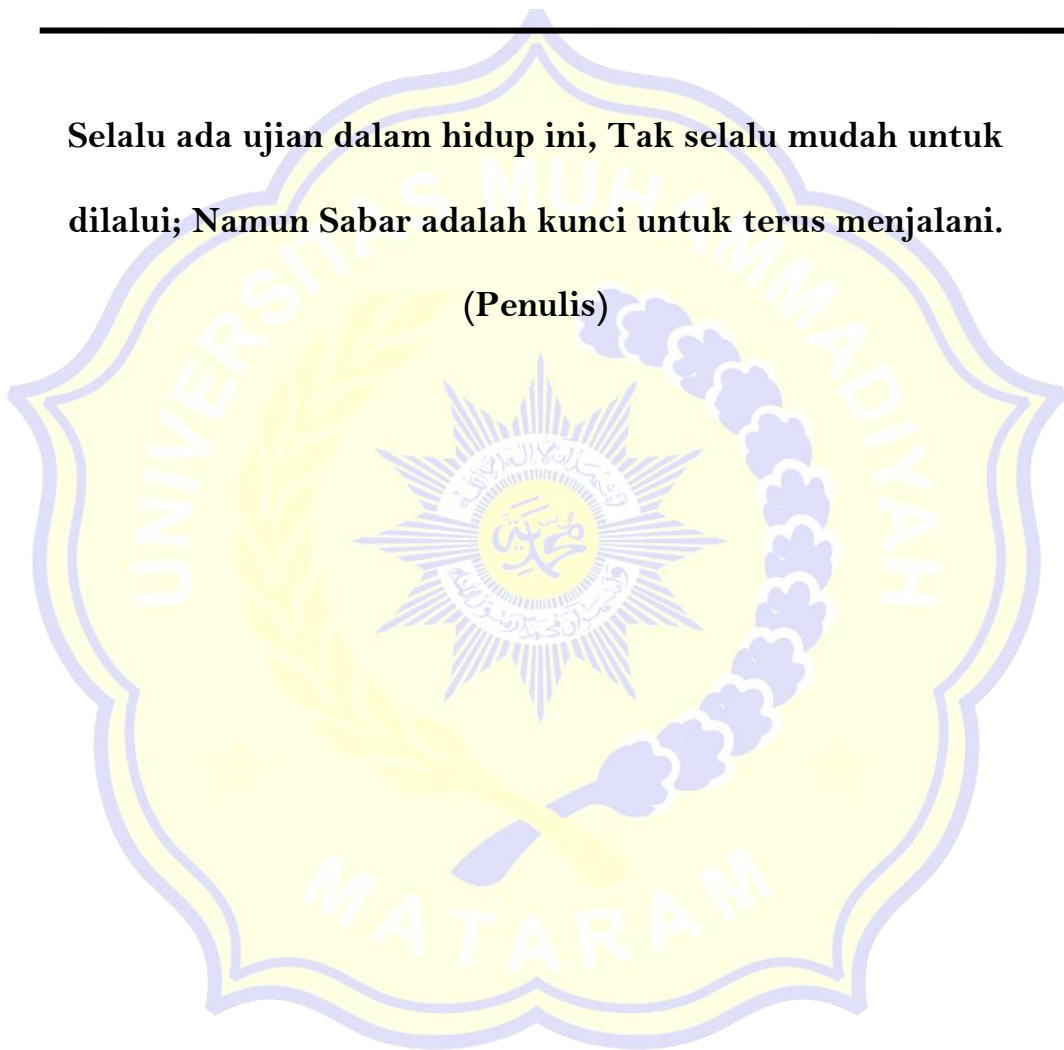 Selalu ada ujian dalam hidup ini, Tak selalu mudah untuk
dilalui; Namun Sabar adalah kunci untuk terus menjalani.
(Penulis)
UNIVERSITAS MUHAMMADIYAH
MATARAM